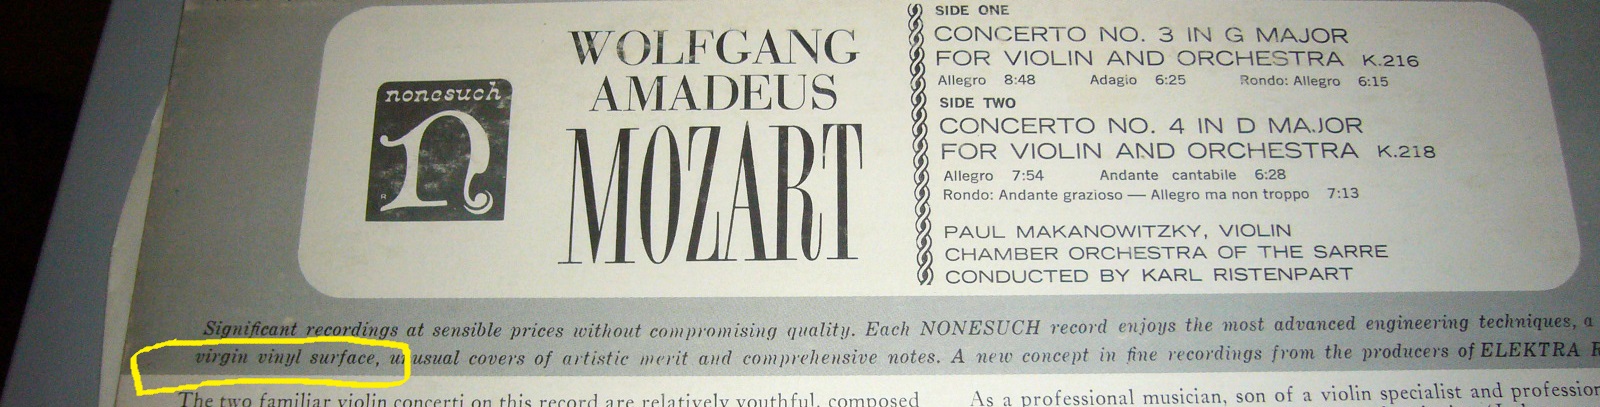 nonesuch
n
R
WOLFGANG
AMADEUS
MOZART
SIDE ONE
CONCERTO NO. 3 IN G MAJOR
FOR VIOLIN AND ORCHESTRA K.216
Allegro 8:48 Adagio 6:25 Rondo: Allegro 6:15
SIDE TWO
CONCERTO NO. 4 IN D MAJOR
FOR VIOLIN AND ORCHESTRA K.218
Allegro 7:54 Andante cantabile 6:28
Rondo: Andante grazioso — Allegro ma non troppo 7:13
PAUL MAKANOWITZKY, VIOLIN
CHAMBER ORCHESTRA OF THE SARRE
CONDUCTED BY KARL RISTENPART
Significant recordings at sensible prices without compromising quality. Each NONESUCH record enjoys the most advanced engineering techniques, a
virgin vinyl surface, unusual covers of artistic merit and comprehensive notes. A new concept in fine recordings from the producers of ELEKTRA R
The two familiar violin concerti on this record are relatively youthful, composed
As a professional musician, son of a violin specialist and profession